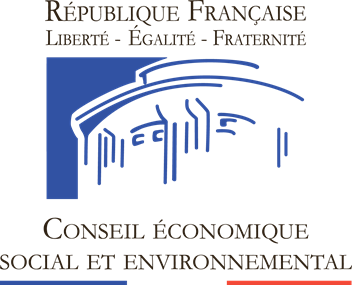 République Française
Liberté - Égalité - Fraternité
Conseil économique
social et environnemental